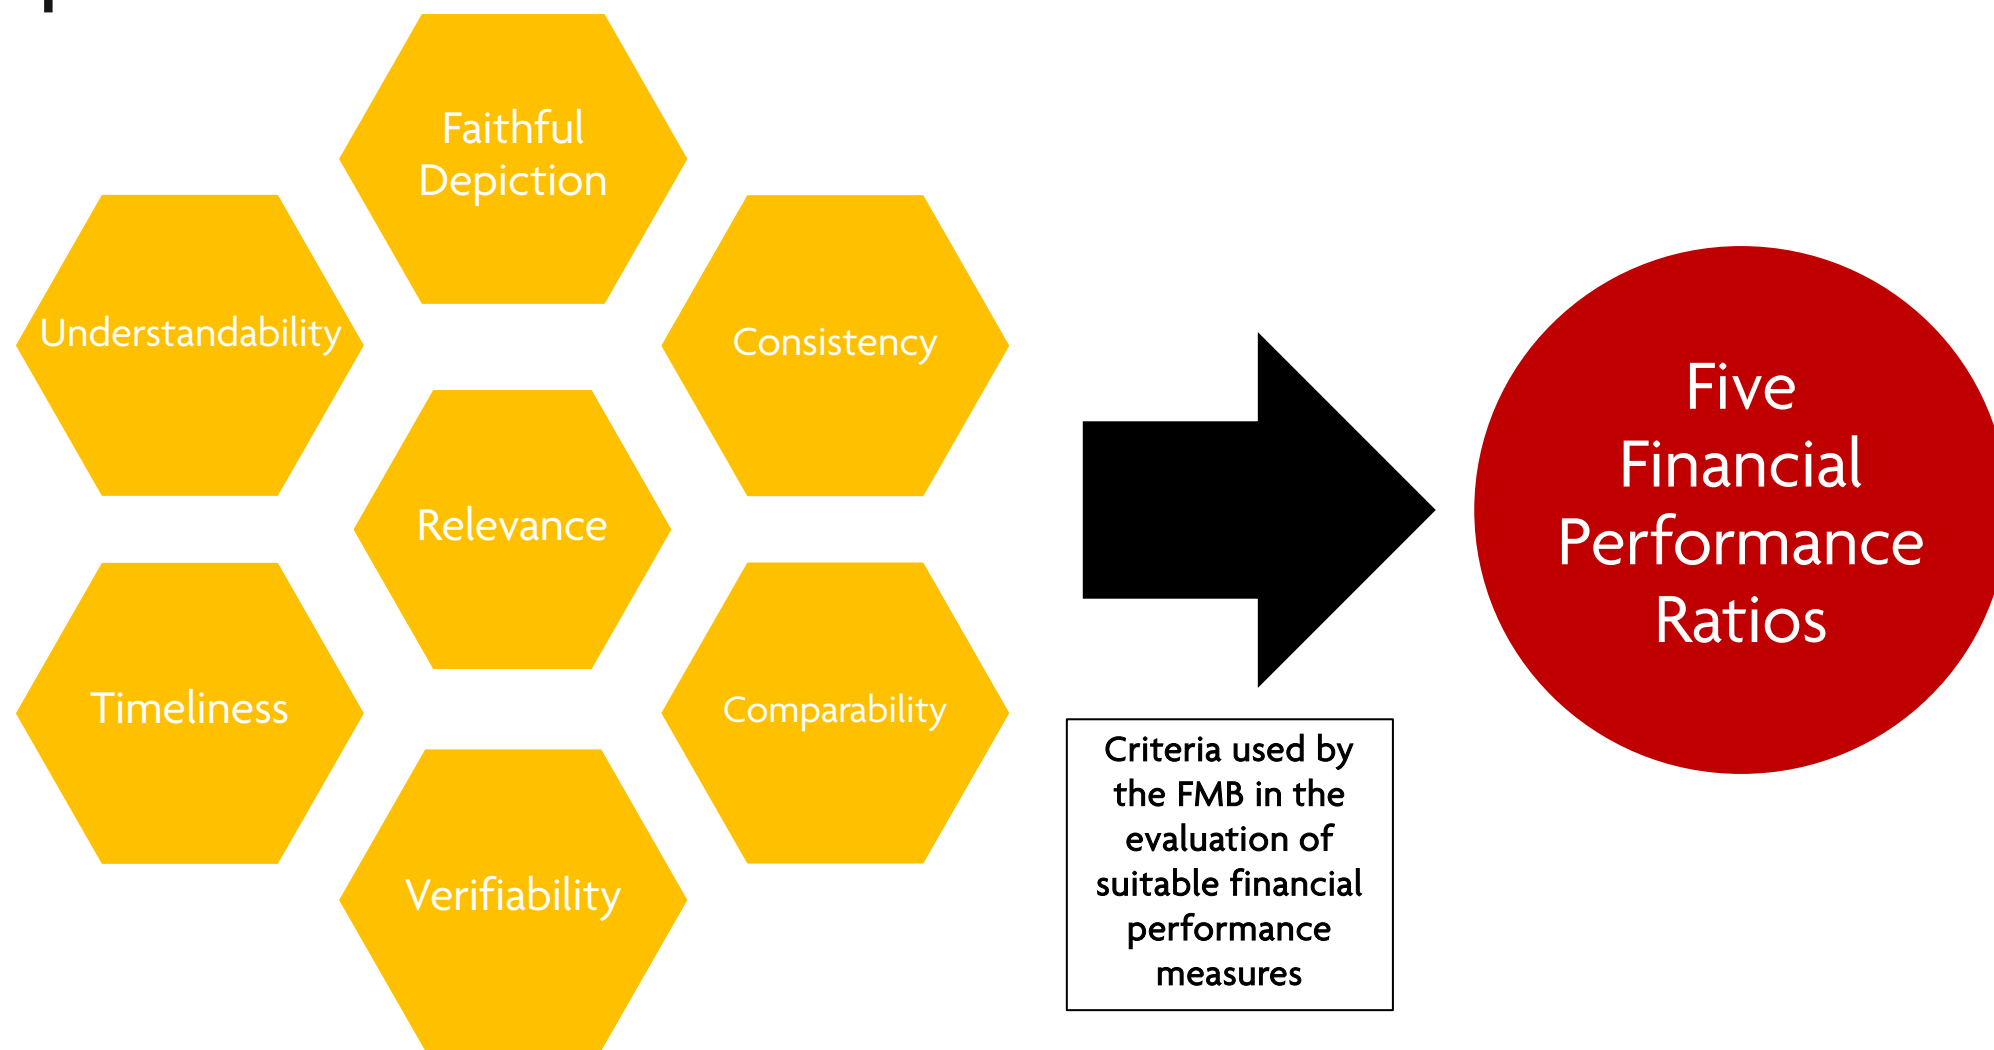 Faithful
Depiction
Understandability
Consistency
Relevance
Timeliness
Comparability
Verifiability
Criteria used by
the FMB in the
evaluation of
suitable financial
performance
measures
Five
Financial
Performance
Ratios